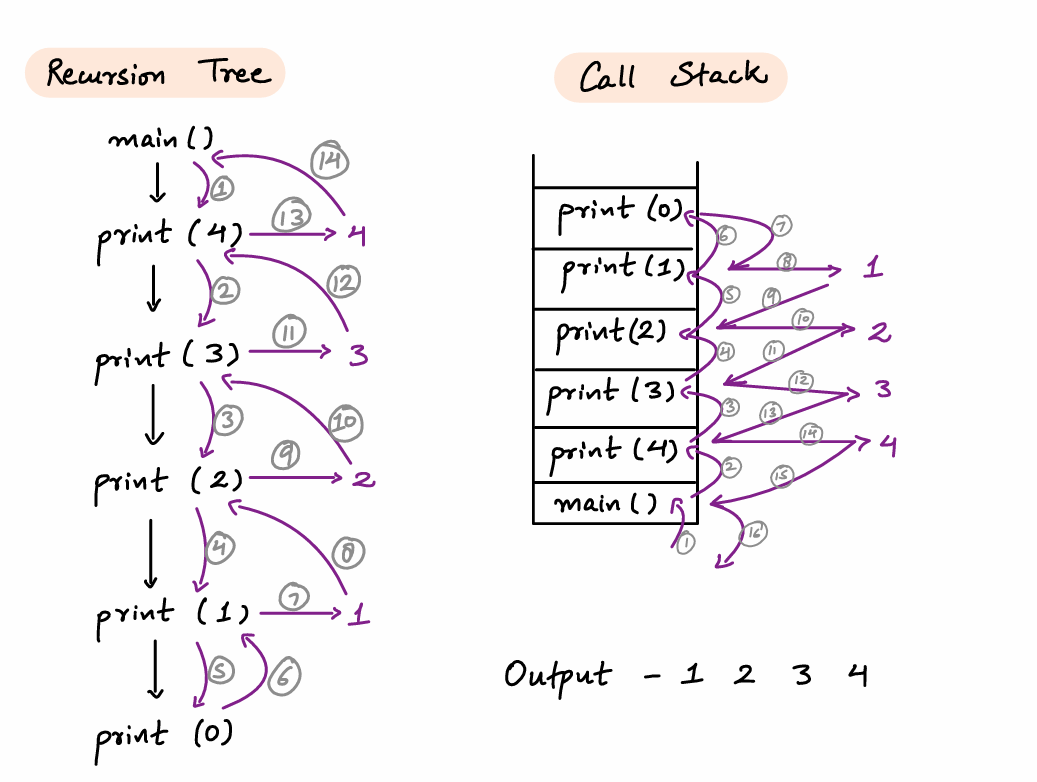 Recursion Tree
main()
14
1
print (4)
13
4
2
12
print (3)
11
3
3
10
print (2)
9
2
4
8
print (1)
7
1
5
6
print (0)
Call Stack
print (0)
6
7
print (1)
8
1
5
9
print(2)
10
2
4
11
print (3)
12
3
3
13
print (4)
14
4
2
15
main()
1
16
Output - 1 2 3 4